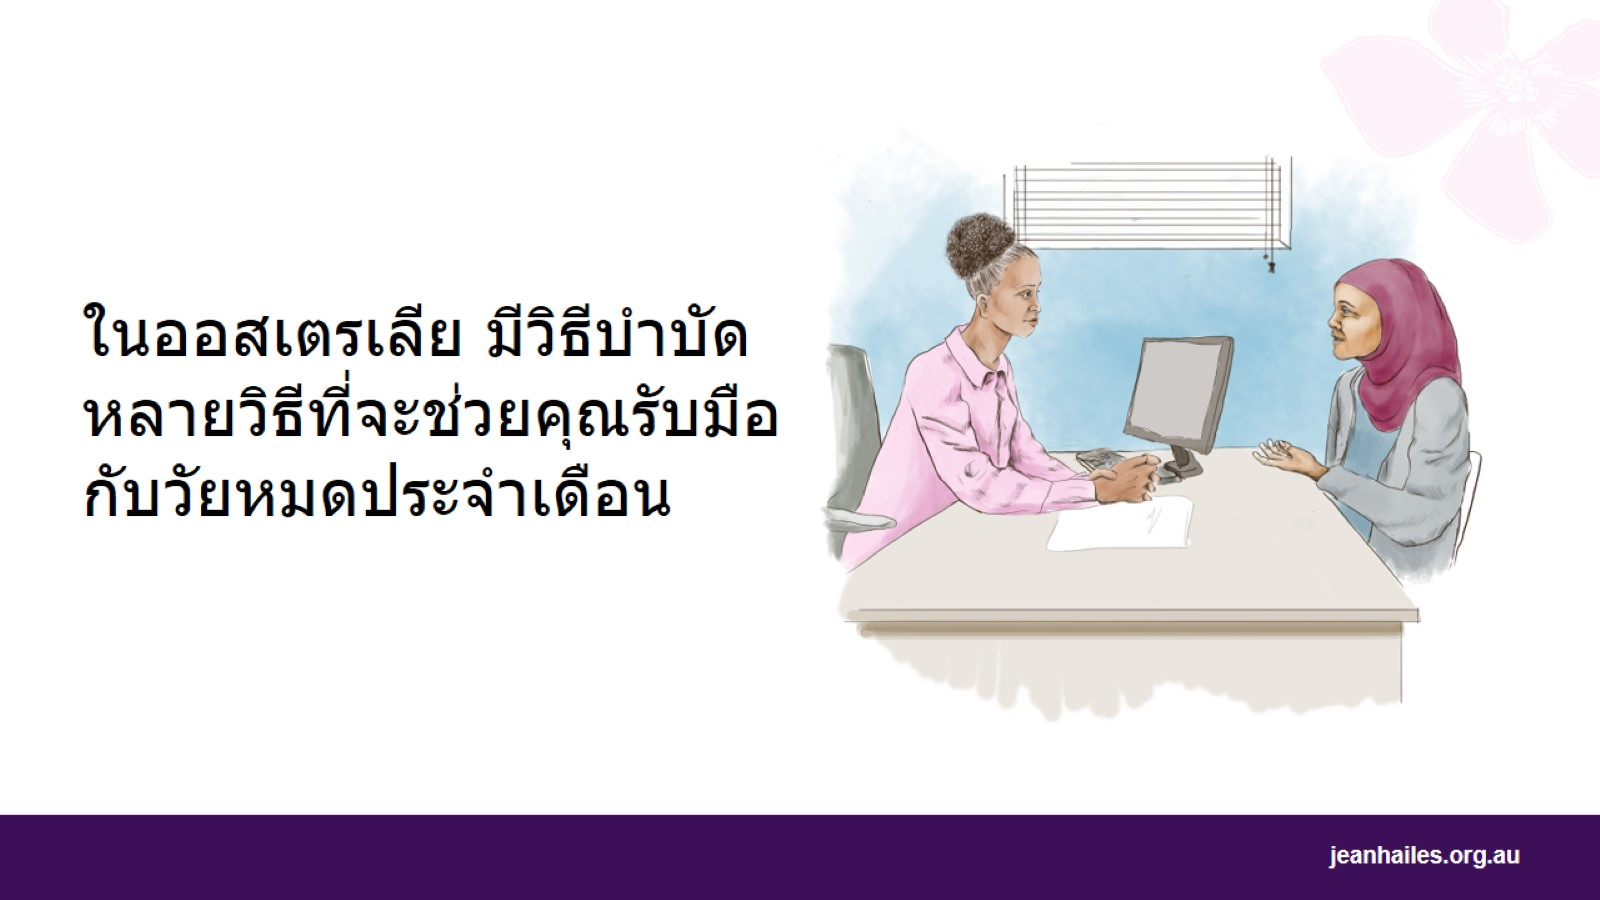 ในออสเตรเลีย มีวิธีบำบัด
หลายวิธีที่จะช่วยคุณรับมือ
กับวัยหมดประจำเดือน
jeanhailes.org.au